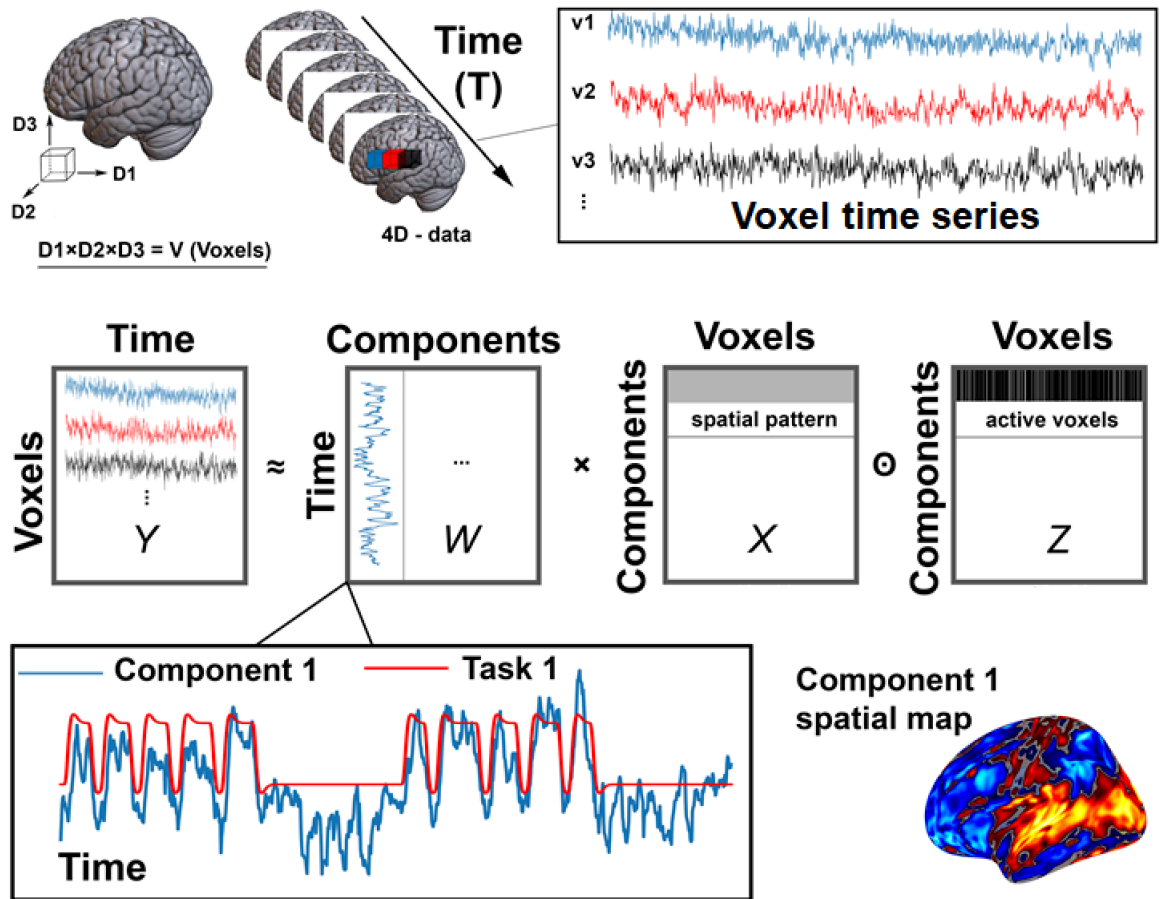 Time
(T)
D3
D1
D2
D1×D2×D3 = V (Voxels)
4D - data
v1
v2
v3
...
Voxel time series
Time
Voxels
Y
≈
Components
Time
...
W
×
Voxels
Components
spatial pattern
X
⊙
Voxels
Components
active voxels
Z
Component 1
Task 1
Time
Component 1
spatial map